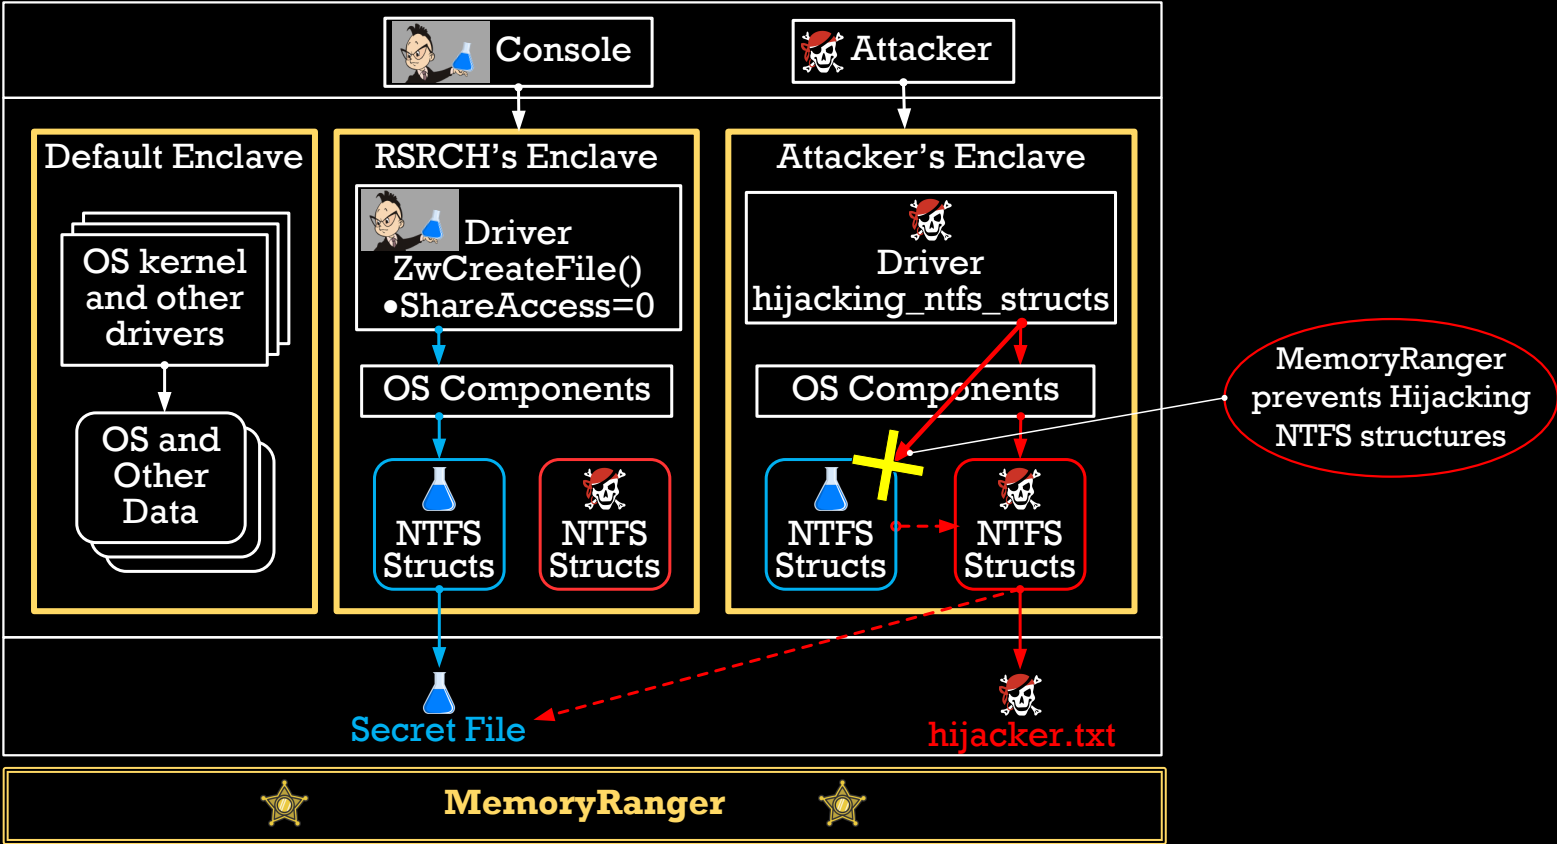 Console
Attacker
Default Enclave
OS kernel
and other
drivers
OS and
Other
Data
RSRCH’s Enclave
Driver
ZwCreateFile()
•ShareAccess=0
OS Components
NTFS
Structs
NTFS
Structs
Attacker’s Enclave
Driver
hijacking_ntfs_structs
OS Components
NTFS
Structs
NTFS
Structs
MemoryRanger
prevents Hijacking
NTFS structures
Secret File
hijacker.txt
MemoryRanger